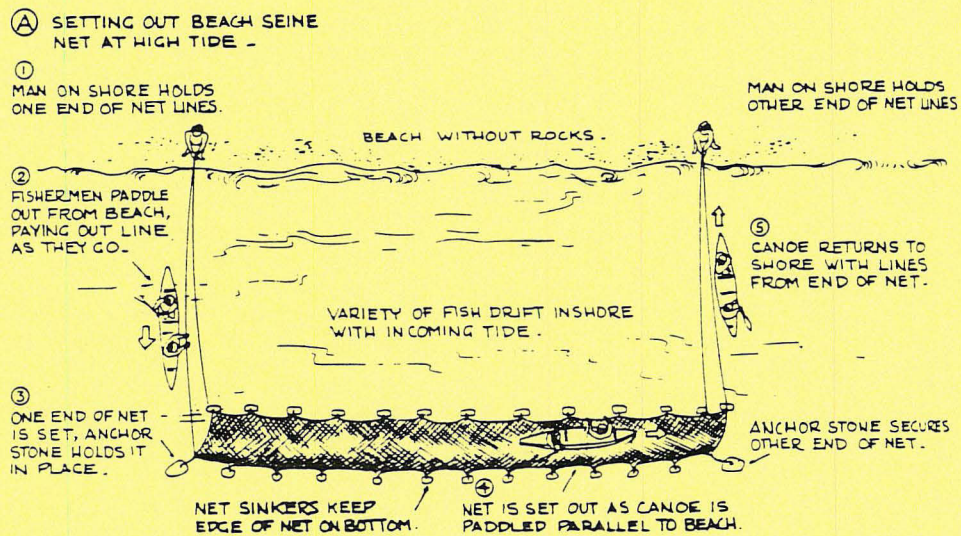 Ⓐ SETTING OUT BEACH SEINE
NET AT HIGH TIDE -
①
MAN ON SHORE HOLDS
ONE END OF NET LINES.
MAN ON SHORE HOLDS
OTHER END OF NET LINES
BEACH WITHOUT ROCKS.
②
FISHERMEN PADDLE
OUT FROM BEACH,
PAYING OUT LINE
AS THEY GO.
⑤
CANOE RETURNS TO
SHORE WITH LINES
FROM END OF NET.
VARIETY OF FISH DRIFT INSHORE
WITH INCOMING TIDE.
③
ONE END OF NET
IS SET, ANCHOR
STONE HOLDS IT
IN PLACE.
ANCHOR STONE SECURES
OTHER END OF NET.
NET SINKERS KEEP
EDGE OF NET ON BOTTOM.
④
NET IS SET OUT AS CANOE IS
PADDLED PARALLEL TO BEACH.